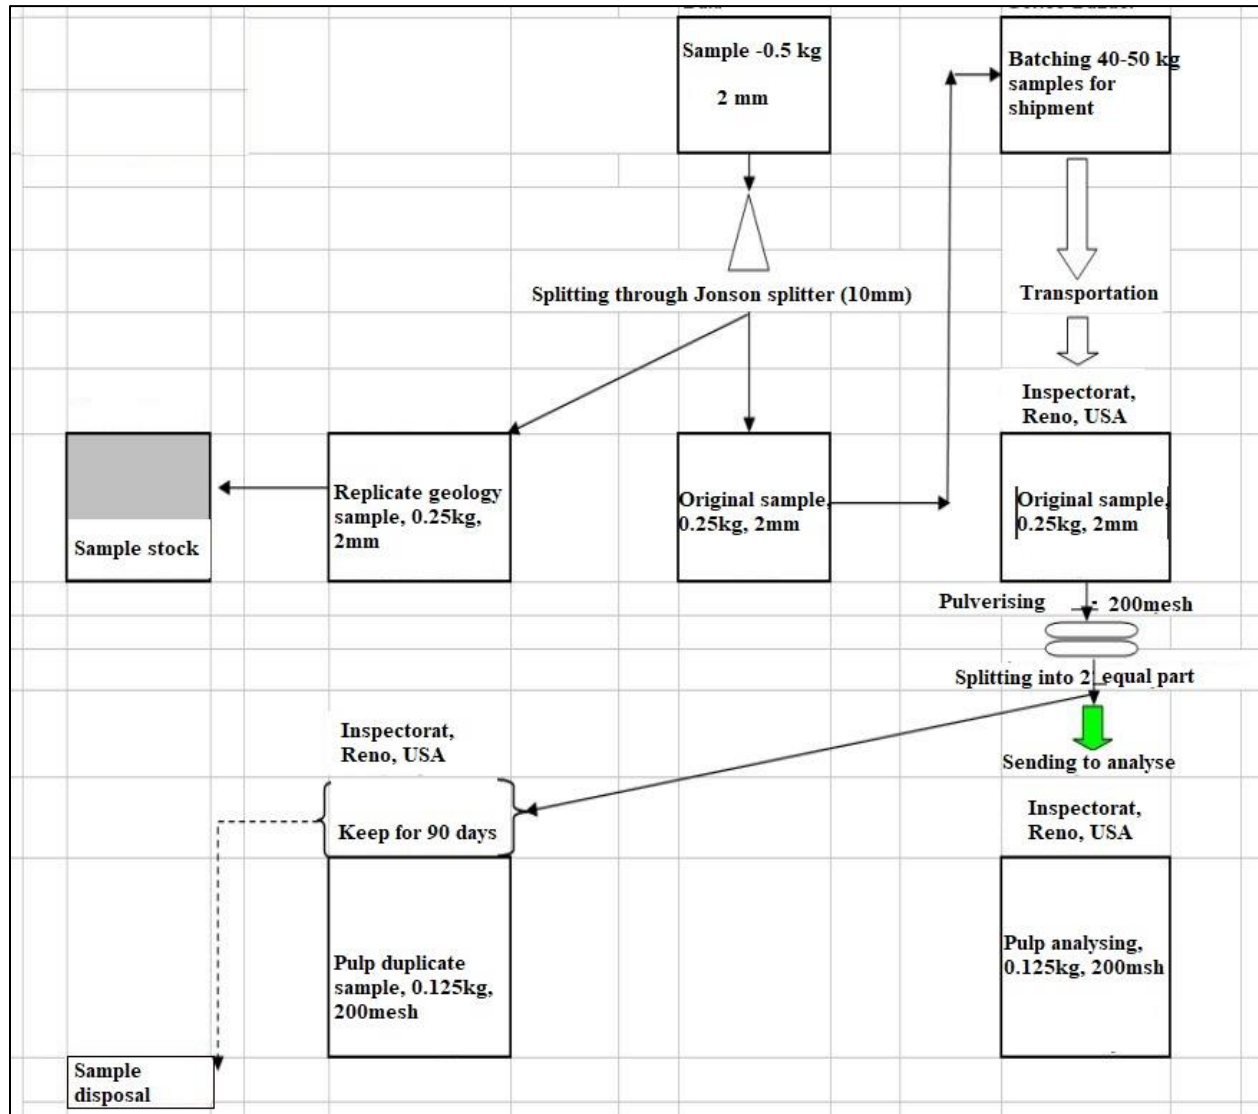 Sample -0.5 kg
2 mm
Batching 40-50 kg
samples for
shipment
Splitting through Jonson splitter (10mm)
Transportation
Inspectorat,
Reno, USA
Sample stock
Replicate geology
sample, 0.25kg,
2mm
Original sample,
0.25kg, 2mm
Original sample,
0.25kg, 2mm
Pulverising
200mesh
Splitting into 2 equal part
Inspectorat,
Reno, USA
Sending to analyse
Keep for 90 days
Inspectorat,
Reno, USA
Pulp duplicate
sample, 0.125kg,
200mesh
Pulp analysing,
0.125kg, 200msh
Sample
disposal